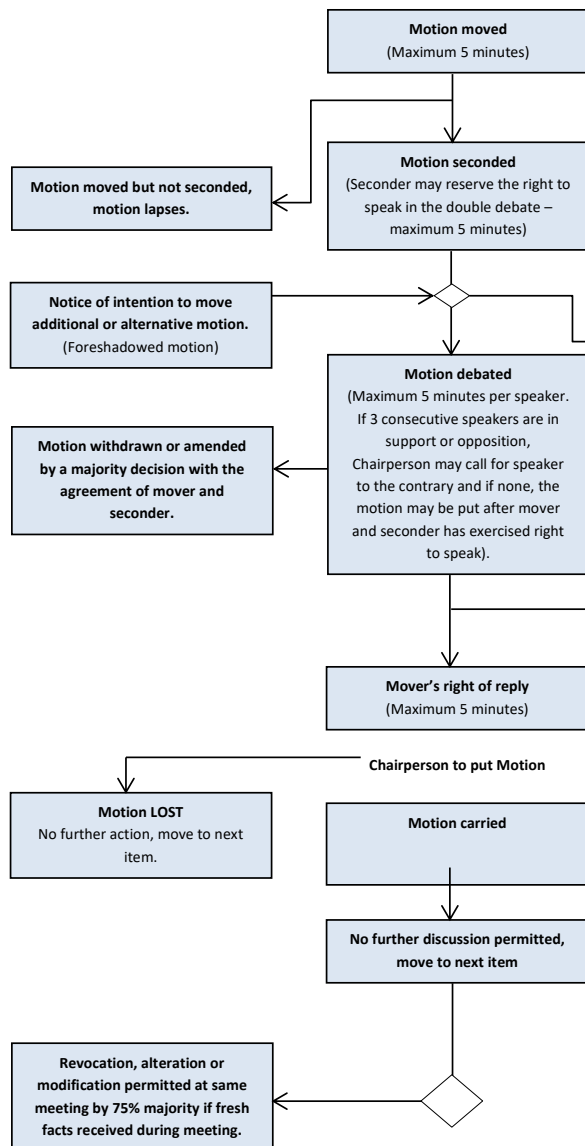 Motion moved
(Maximum 5 minutes)
Motion seconded
(Seconder may reserve the right to
speak in the double debate –
maximum 5 minutes)
Motion moved but not seconded,
motion lapses.
Notice of intention to move
additional or alternative motion.
(Foreshadowed motion)
Motion debated
(Maximum 5 minutes per speaker.
If 3 consecutive speakers are in
support or opposition,
Chairperson may call for speaker
to the contrary and if none, the
motion may be put after mover
and seconder has exercised right
to speak).
Motion withdrawn or amended
by a majority decision with the
agreement of mover and
seconder.
Mover’s right of reply
(Maximum 5 minutes)
Chairperson to put Motion
Motion LOST
No further action, move to next
item.
Motion carried
No further discussion permitted,
move to next item
Revocation, alteration or
modification permitted at same
meeting by 75% majority if fresh
facts received during meeting.